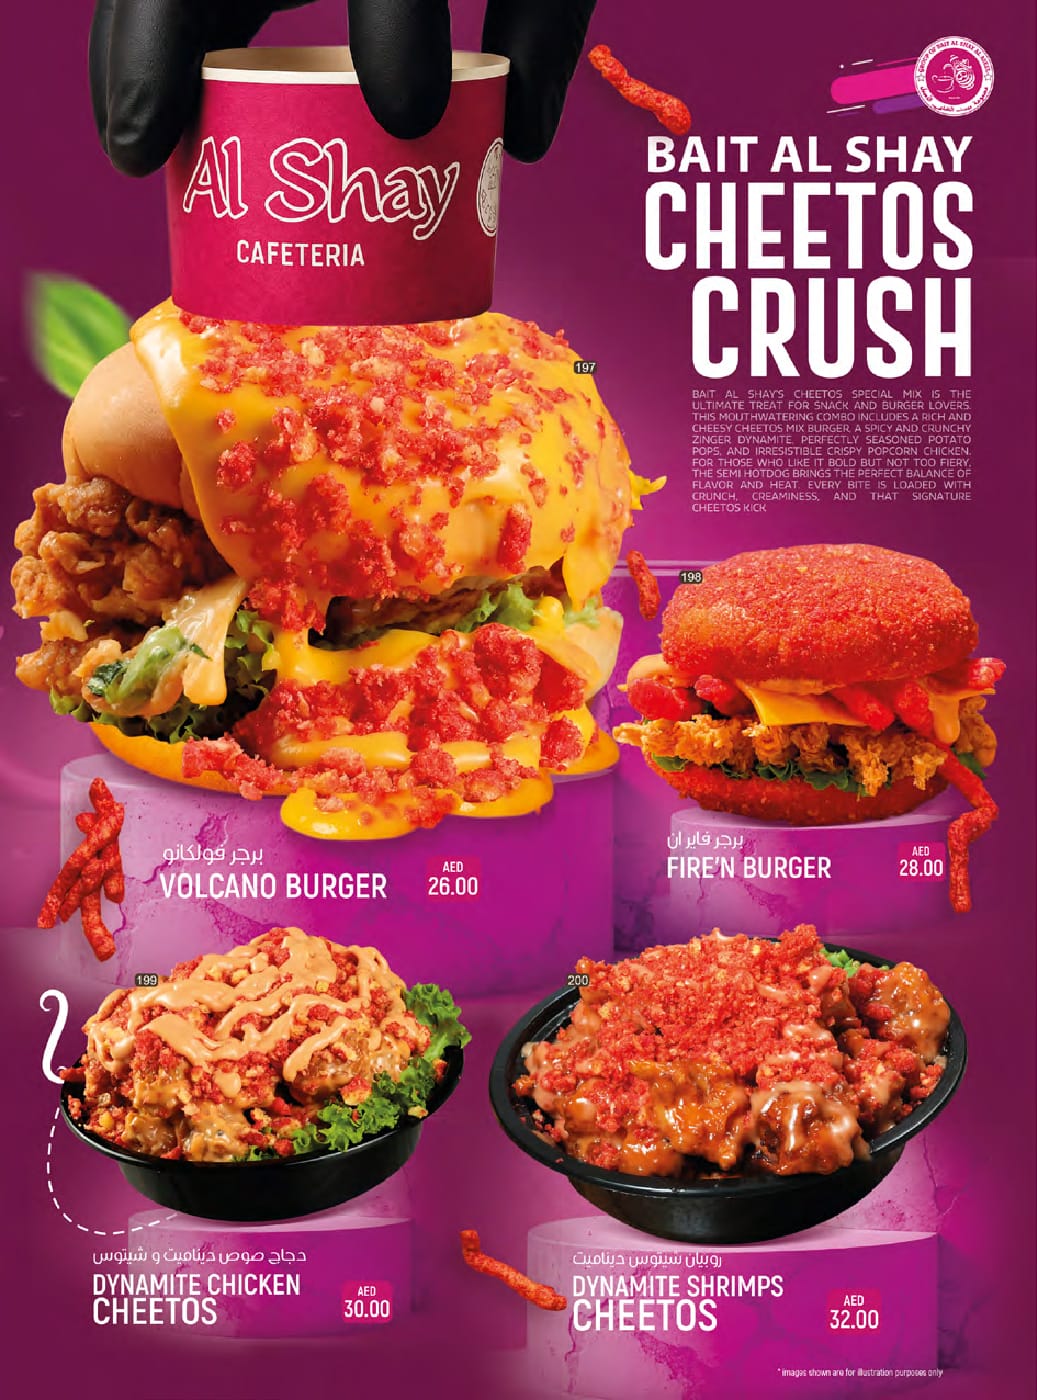 Al Shay
CAFETERIA
BAIT AL SHAY
CHEETOS
CRUSH
BAIT AL SHAY'S CHEETOS SPECIAL MIX IS THE
ULTIMATE TREAT FOR SNACK AND BURGER LOVERS.
THIS MOUTHWATERING COMBO INCLUDES A RICH AND
CHEESY CHEETOS MIX BURGER, A SPICY AND CRUNCHY
ZINGER DYNAMITE, PERFECTLY SEASONED POTATO
POPS, AND IRRESISTIBLE CRISPY POPCORN CHICKEN.
FOR THOSE WHO LIKE IT BOLD BUT NOT TOO FIERY,
THE SEMI HOTDOG BRINGS THE PERFECT BALANCE OF
FLAVOR AND HEAT. EVERY BITE IS LOADED WITH
CRUNCH, CREAMINESS, AND THAT SIGNATURE
CHEETOS KICK
197
198
برجر فولكانو
VOLCANO BURGER
AED
26.00
برجر فاير ان
FIRE'N BURGER
AED
28.00
199
200
دجاج صوص ديناميت و شيتوس
DYNAMITE CHICKEN
CHEETOS
AED
30.00
روبيان شيتوس ديناميت
DYNAMITE SHRIMPS
CHEETOS
AED
32.00
* images shown are for illustration purposes only